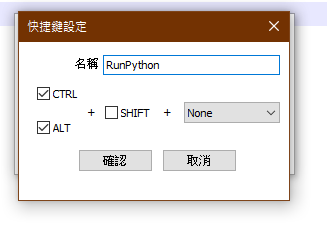 快捷鍵設定
名稱 RunPython
CTRL
+ SHIFT + None
ALT
確認 取消